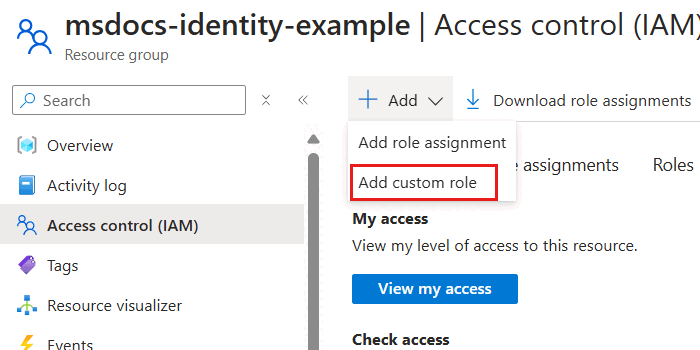 msdocs-identity-example | Access control (IAM)
Resource group
Search
Add
Download role assignments
Overview
Add role assignment
Activity log
Add custom role
assignments
Roles
Access control (IAM)
My access
View my level of access to this resource.
Tags
View my access
Resource visualizer
Events
Check access